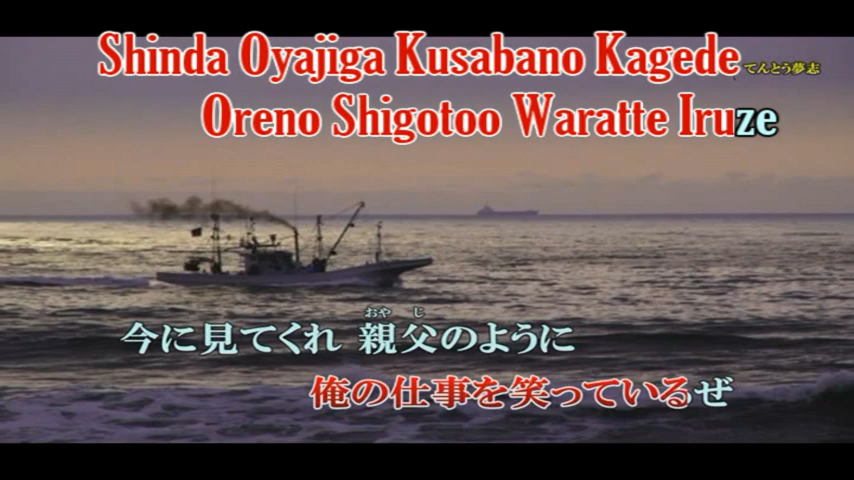 Shinda Oyajiga Kusabano Kagede
てんとう夢志
Oreno Shigotoo Waratte Iruze
おやじ
今に見てくれ 親父のように
俺の仕事を笑っているぜ